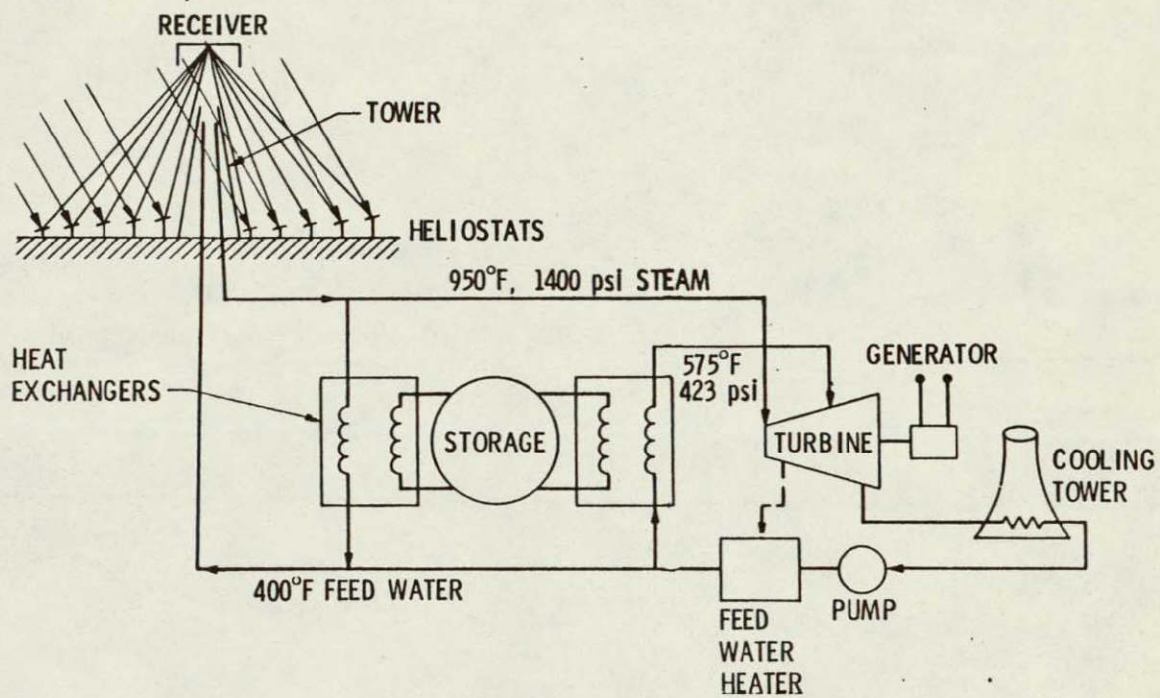 RECEIVER
TOWER
HELIOSTATS
950°F, 1400 psi STEAM
HEAT
EXCHANGERS
575°F
423 psi
GENERATOR
STORAGE
TURBINE
COOLING
TOWER
400°F FEED WATER
PUMP
FEED
WATER
HEATER